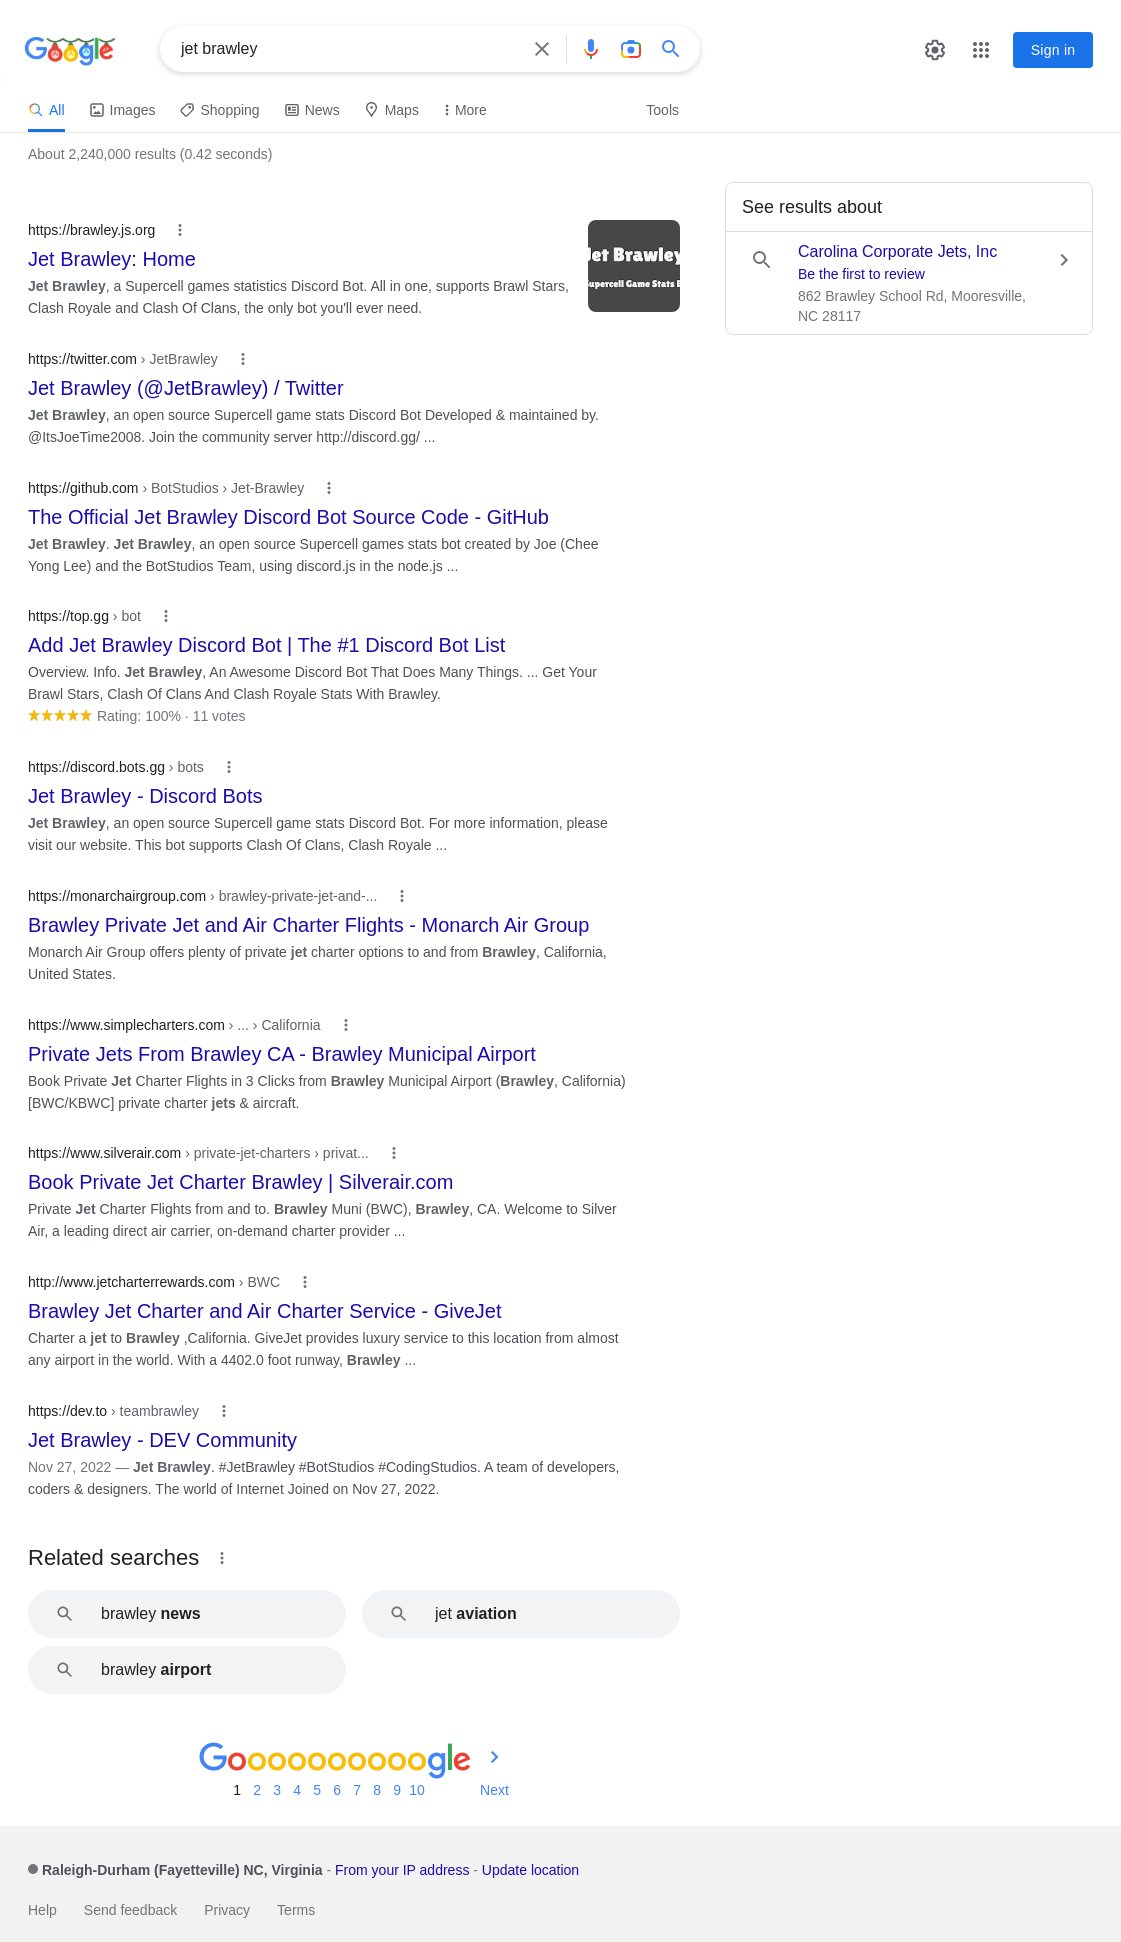 Google
jet brawley
Sign in
All
Images
Shopping
News
Maps
More
Tools
About 2,240,000 results (0.42 seconds)
See results about
Carolina Corporate Jets, Inc
Be the first to review
862 Brawley School Rd, Mooresville,
NC 28117
https://brawley.js.org
Jet Brawley: Home
Jet Brawley, a Supercell games statistics Discord Bot. All in one, supports Brawl Stars,
Clash Royale and Clash Of Clans, the only bot you'll ever need.
Jet Brawley
Supercell Game Stats
https://twitter.com › JetBrawley
Jet Brawley (@JetBrawley) / Twitter
Jet Brawley, an open source Supercell game stats Discord Bot Developed & maintained by.
@ItsJoeTime2008. Join the community server http://discord.gg/ ...
https://github.com › BotStudios › Jet-Brawley
The Official Jet Brawley Discord Bot Source Code - GitHub
Jet Brawley. Jet Brawley, an open source Supercell games stats bot created by Joe (Chee
Yong Lee) and the BotStudios Team, using discord.js in the node.js ...
https://top.gg › bot
Add Jet Brawley Discord Bot | The #1 Discord Bot List
Overview. Info. Jet Brawley, An Awesome Discord Bot That Does Many Things. ... Get Your
Brawl Stars, Clash Of Clans And Clash Royale Stats With Brawley.
Rating: 100% · 11 votes
https://discord.bots.gg › bots
Jet Brawley - Discord Bots
Jet Brawley, an open source Supercell game stats Discord Bot. For more information, please
visit our website. This bot supports Clash Of Clans, Clash Royale ...
https://monarchairgroup.com › brawley-private-jet-and-...
Brawley Private Jet and Air Charter Flights - Monarch Air Group
Monarch Air Group offers plenty of private jet charter options to and from Brawley, California,
United States.
https://www.simplecharters.com › ... › California
Private Jets From Brawley CA - Brawley Municipal Airport
Book Private Jet Charter Flights in 3 Clicks from Brawley Municipal Airport (Brawley, California)
[BWC/KBWC] private charter jets & aircraft.
https://www.silverair.com › private-jet-charters › privat...
Book Private Jet Charter Brawley | Silverair.com
Private Jet Charter Flights from and to. Brawley Muni (BWC), Brawley, CA. Welcome to Silver
Air, a leading direct air carrier, on-demand charter provider ...
http://www.jetcharterrewards.com › BWC
Brawley Jet Charter and Air Charter Service - GiveJet
Charter a jet to Brawley ,California. GiveJet provides luxury service to this location from almost
any airport in the world. With a 4402.0 foot runway, Brawley ...
https://dev.to › teambrawley
Jet Brawley - DEV Community
Nov 27, 2022 — Jet Brawley. #JetBrawley #BotStudios #CodingStudios. A team of developers,
coders & designers. The world of Internet Joined on Nov 27, 2022.
Related searches
brawley news
jet aviation
brawley airport
Goooooooooogle
1 2 3 4 5 6 7 8 9 10 Next
Raleigh-Durham (Fayetteville) NC, Virginia - From your IP address - Update location
Help
Send feedback
Privacy
Terms